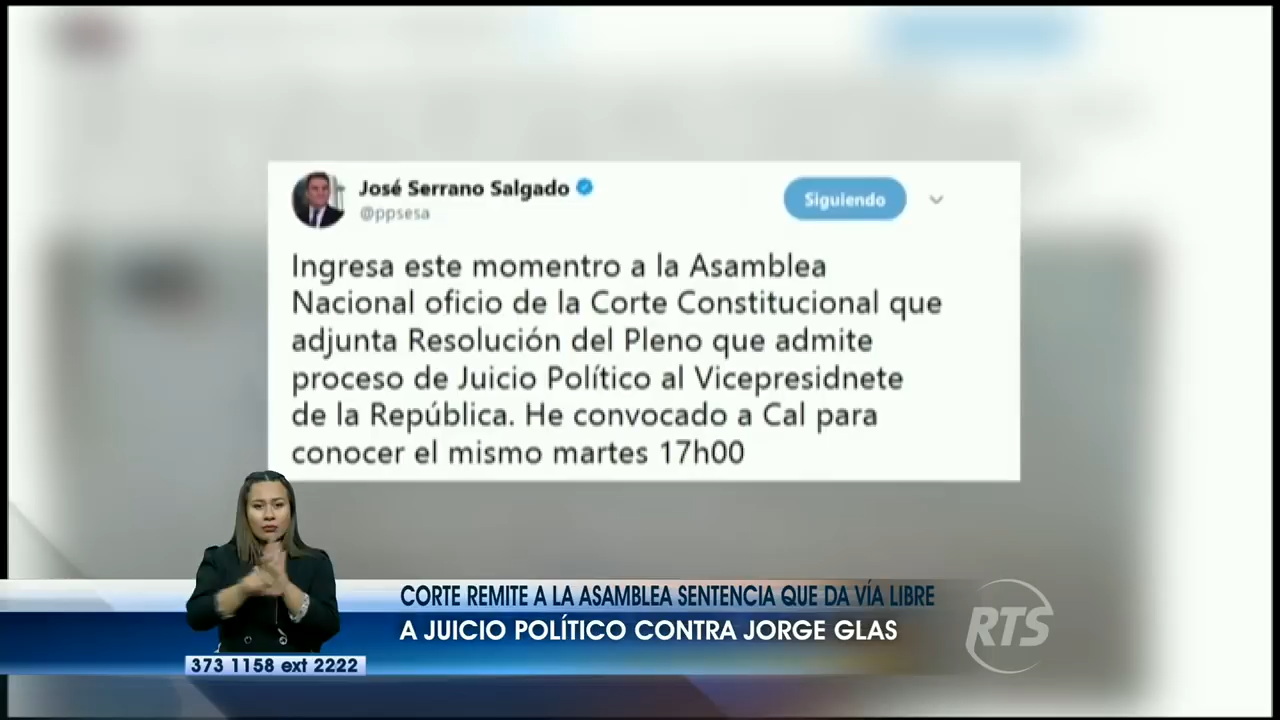 José Serrano Salgado
@ppsesa
Siguiendo
Ingresa este momentro a la Asamblea
Nacional oficio de la Corte Constitucional que
adjunta Resolución del Pleno que admite
proceso de Juicio Político al Vicepresidnete
de la República. He convocado a Cal para
conocer el mismo martes 17h00
CORTE REMITE A LA ASAMBLEA SENTENCIA QUE DA VÍA LIBRE
A JUICIO POLÍTICO CONTRA JORGE GLAS
RTS
373 1158 ext 2222